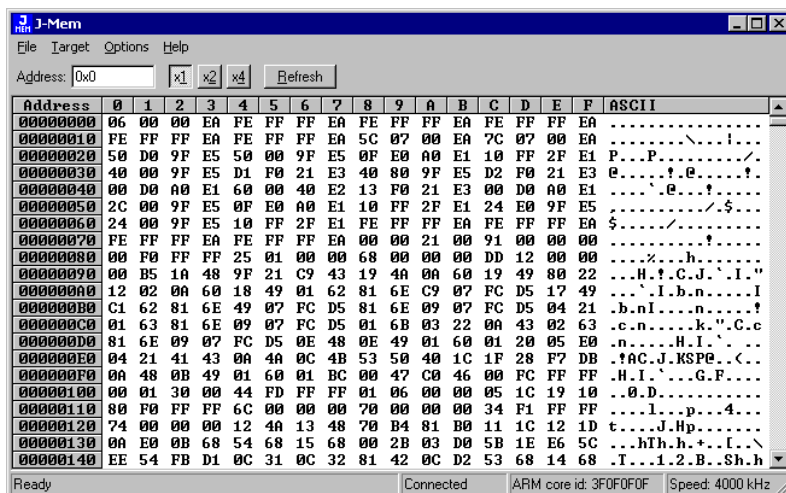 J-Mem
File Target Options Help
Address: 0x0 x1 x2 x4 Refresh
Address 0 1 2 3 4 5 6 7 8 9 A B C D E F ASCII
00000000 06 00 00 EA FE FF FF EA FE FF FF EA FE FF FF EA ................
00000010 FE FF FF EA FE FF FF EA 5C 07 00 EA 7C 07 00 EA ........\...|...
00000020 50 D0 9F E5 50 00 9F E5 0F E0 A0 E1 10 FF 2F E1 P...P........./.
00000030 40 00 9F E5 D1 F0 21 E3 40 80 9F E5 D2 F0 21 E3 @.....!.@.....!.
00000040 00 D0 A0 E1 60 00 40 E2 13 F0 21 E3 00 D0 A0 E1 ....`.@...!.....
00000050 2C 00 9F E5 0F E0 A0 E1 10 FF 2F E1 24 E0 9F E5 ,........./.$...
00000060 24 00 9F E5 10 FF 2F E1 FE FF FF EA FE FF FF EA $...../.........
00000070 FE FF FF EA FE FF FF EA 00 00 21 00 91 00 00 00 ..........!.....
00000080 00 F0 FF FF 25 01 00 00 68 00 00 00 DD 12 00 00 ....%...h.......
00000090 00 B5 1A 48 9F 21 C9 43 19 4A 0A 60 19 49 80 22 ...H.!.C.J.`.I."
000000A0 12 02 0A 60 18 49 01 62 81 6E C9 07 FC D5 17 49 ...`.I.b.n.....I
000000B0 C1 62 81 6E 49 07 FC D5 81 6E 09 07 FC D5 04 21 .b.nI....n.....!
000000C0 01 63 81 6E 09 07 FC D5 01 6B 03 22 0A 43 02 63 .c.n.....k.".C.c
000000D0 81 6E 09 07 FC D5 0E 48 0E 49 01 60 01 20 05 E0 .n.....H.I.`. ..
000000E0 04 21 41 43 0A 4A 0C 4B 53 50 40 1C 1F 28 F7 DB .!AC.J.KSP@..(..
000000F0 0A 48 0B 49 01 60 01 BC 00 47 C0 46 00 FC FF FF .H.I.`...G.F....
00000100 00 01 30 00 44 FD FF FF 01 06 00 00 05 1C 19 10 ..0.D...........
00000110 80 F0 FF FF 6C 00 00 00 70 00 00 00 34 F1 FF FF ....l...p...4...
00000120 74 00 00 00 12 4A 13 48 70 B4 81 B0 11 1C 12 1D t....J.Hp.......
00000130 0A E0 0B 68 54 68 15 68 00 2B 03 D0 5B 1E E6 5C ...hTh.h.+..[..\
00000140 EE 54 FB D1 0C 31 0C 32 81 42 0C D2 53 68 14 68 .T...1.2.B..Sh.h
Ready Connected ARM core id: 3F0F0F0F Speed: 4000 kHz